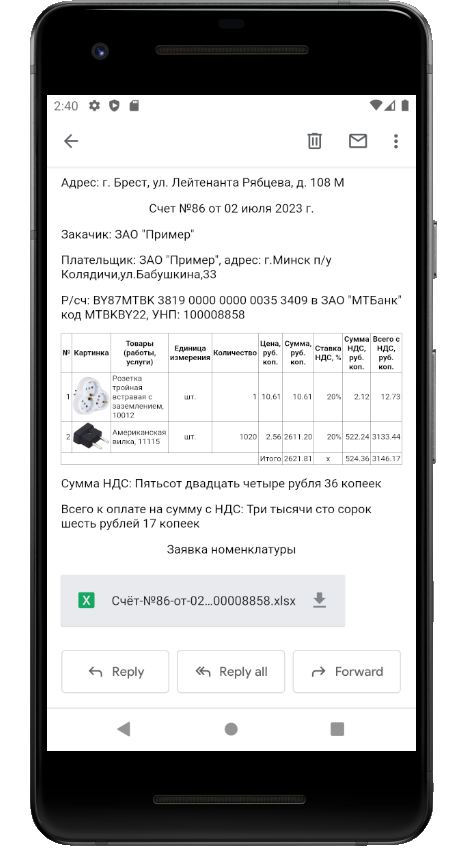 2:40
Адрес: г. Брест, ул. Лейтенанта Рябцева, д. 108 М
Счет №86 от 02 июля 2023 г.
Закачик: ЗАО "Пример"
Плательщик: ЗАО "Пример", адрес: г.Минск п/у
Колядичи,ул.Бабушкина,33
Р/сч: BY87MTBK 3819 0000 0000 0035 3409 в ЗАО "МТБанк"
код MTBKBY22, УНП: 100008858
№ Картинка Товары (работы, услуги) Единица измерения Количество Цена, руб. коп. Сумма, руб. коп. Ставка НДС, % Сумма НДС, руб. коп. Всего с НДС, руб. коп.
1 Розетка тройная встравая с заземлением, 10012 шт. 1 10.61 10.61 20% 2.12 12.73
2 Американская вилка, 11115 шт. 1020 2.56 2611.20 20% 522.24 3133.44
Итого 2621.81 x 524.36 3146.17
Сумма НДС: Пятьсот двадцать четыре рубля 36 копеек
Всего к оплате на сумму с НДС: Три тысячи сто сорок
шесть рублей 17 копеек
Заявка номенклатуры
X Счёт-№86-от-02...00008858.xlsx
Reply Reply all Forward